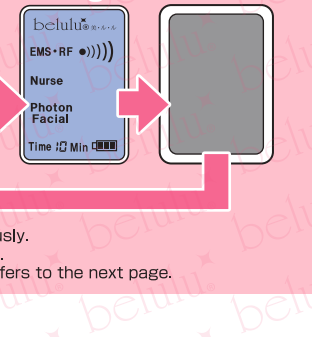 belulu
EMS・RF
Nurse
Photon
Facial
Time 10 Min
usly.
.
fers to the next page.